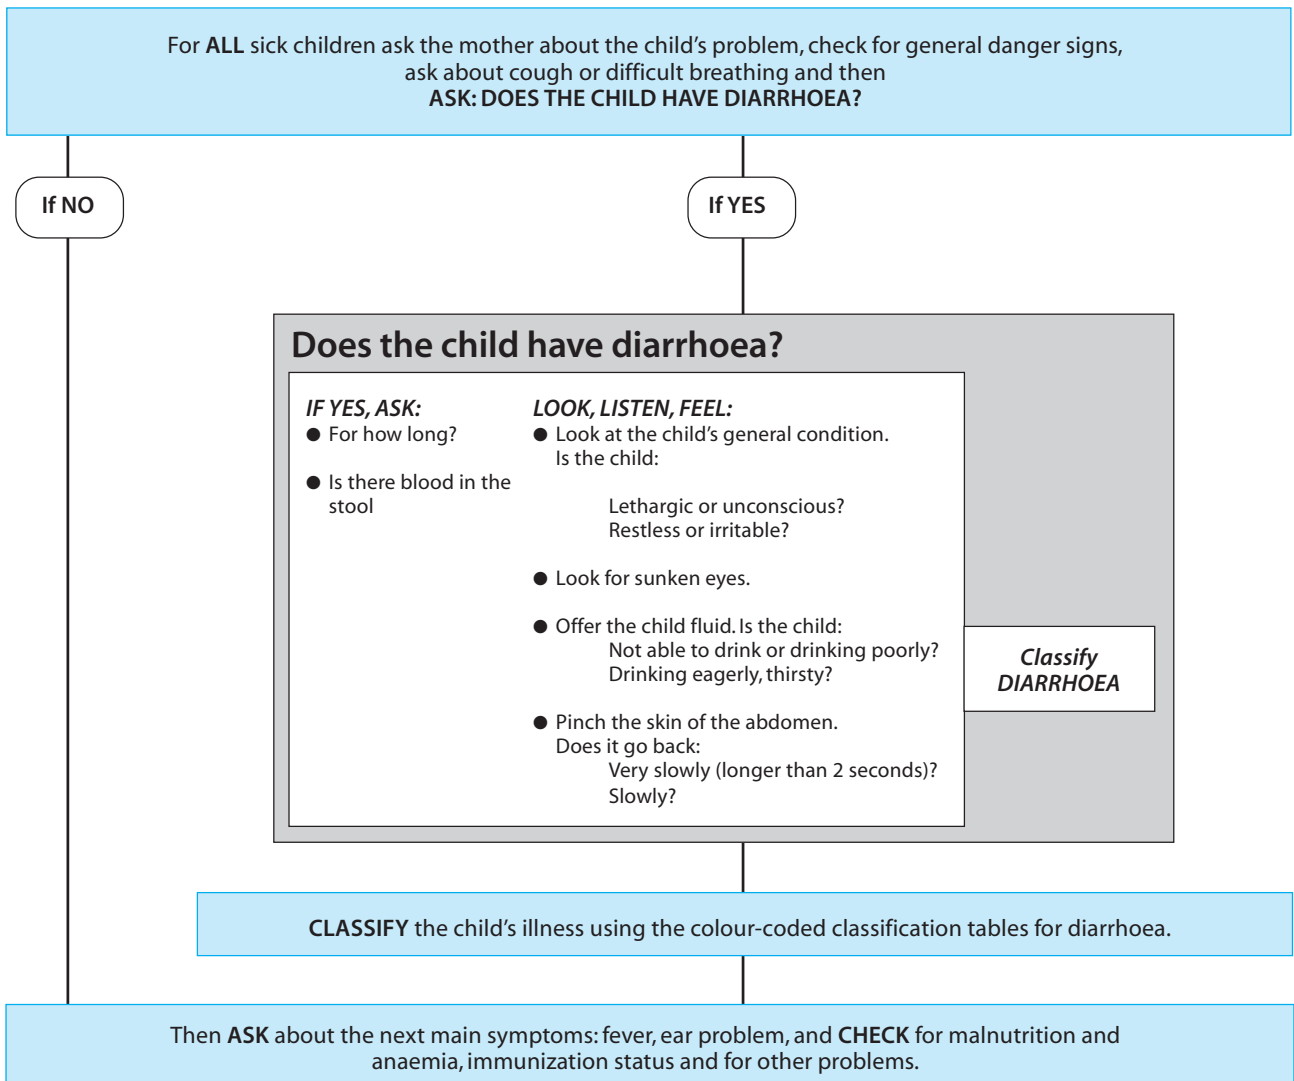 For ALL sick children ask the mother about the child’s problem, check for general danger signs,
ask about cough or difficult breathing and then
ASK: DOES THE CHILD HAVE DIARRHOEA?
If NO
If YES
Does the child have diarrhoea?
IF YES, ASK:
● For how long?
● Is there blood in the
stool
LOOK, LISTEN, FEEL:
● Look at the child’s general condition.
Is the child:
Lethargic or unconscious?
Restless or irritable?
● Look for sunken eyes.
● Offer the child fluid. Is the child:
Not able to drink or drinking poorly?
Drinking eagerly, thirsty?
● Pinch the skin of the abdomen.
Does it go back:
Very slowly (longer than 2 seconds)?
Slowly?
Classify
DIARRHOEA
CLASSIFY the child’s illness using the colour-coded classification tables for diarrhoea.
Then ASK about the next main symptoms: fever, ear problem, and CHECK for malnutrition and
anaemia, immunization status and for other problems.